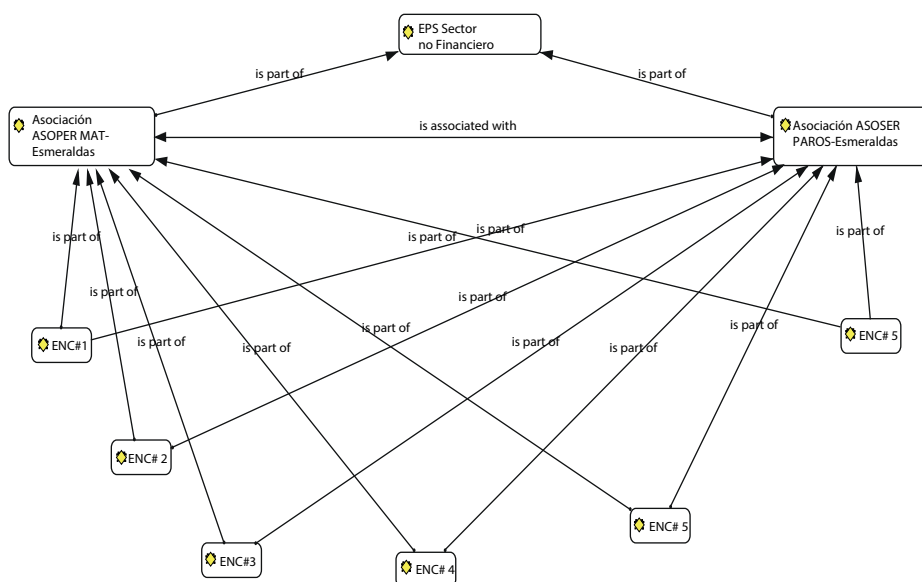 EPS Sector
no Financiero
is part of
is part of
Asociación
ASOPER MAT-
Esmeraldas
is associated with
Asociación ASOSER
PAROS-Esmeraldas
is part of
is part of
is part of
is part of
is part of
is part of
ENC#1
is part of
is part of
is part of
is part of
is part of
ENC# 5
is part of
ENC# 2
ENC# 5
ENC#3
ENC# 4